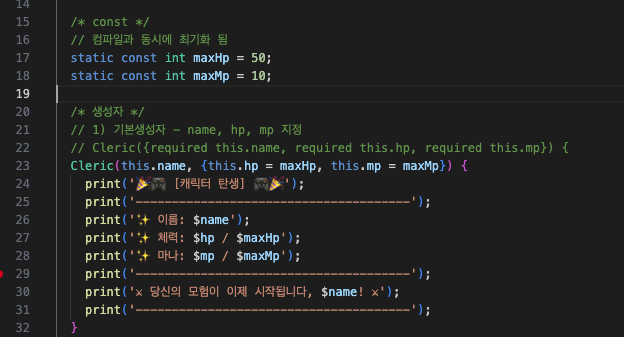 14
15 /* const */
16 // 컴파일과 동시에 최기화 됨
17 static const int maxHp = 50;
18 static const int maxMp = 10;
19
20 /* 생성자 */
21 // 1) 기본생성자 - name, hp, mp 지정
22 // Cleric({required this.name, required this.hp, required this.mp}) {
23 Cleric(this.name, {this.hp = maxHp, this.mp = maxMp}) {
24 print('🎉🎮 [캐릭터 탄생] 🎮🎉');
25 print('-------------------------------------');
26 print('✨ 이름: $name');
27 print('✨ 체력: $hp / $maxHp');
28 print('✨ 마나: $mp / $maxMp');
29 print('-------------------------------------');
30 print('⚔ 당신의 모험이 이제 시작됩니다, $name! ⚔');
31 print('-------------------------------------');
32 }